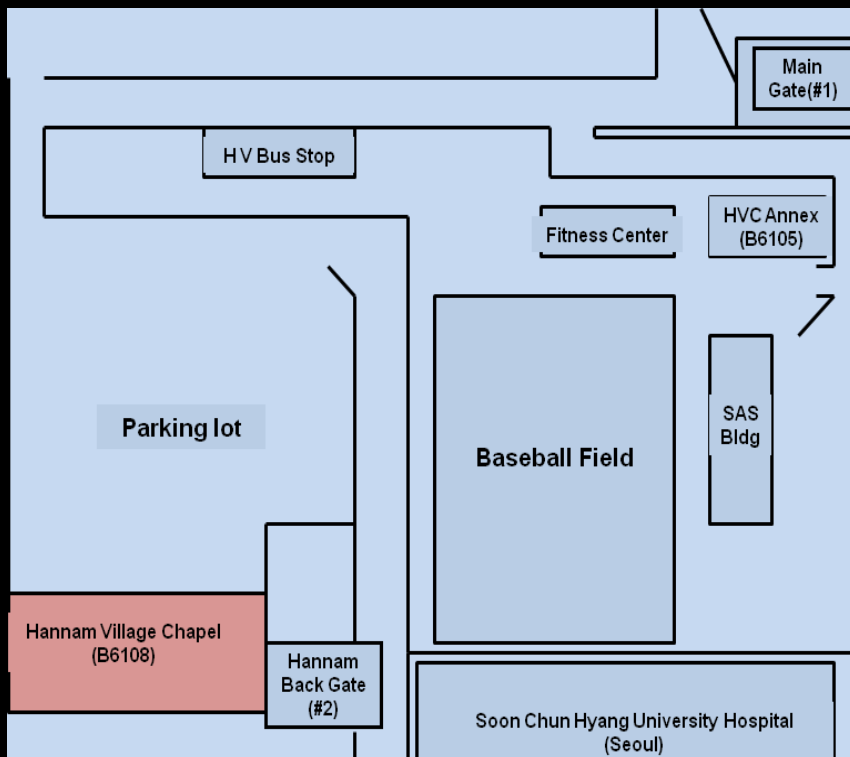 Main
Gate(#1)
H V Bus Stop
HVC Annex
(B6105)
Fitness Center
Parking lot
SAS
Bldg
Baseball Field
Hannam Village Chapel
(B6108)
Hannam
Back Gate
(#2)
Soon Chun Hyang University Hospital
(Seoul)